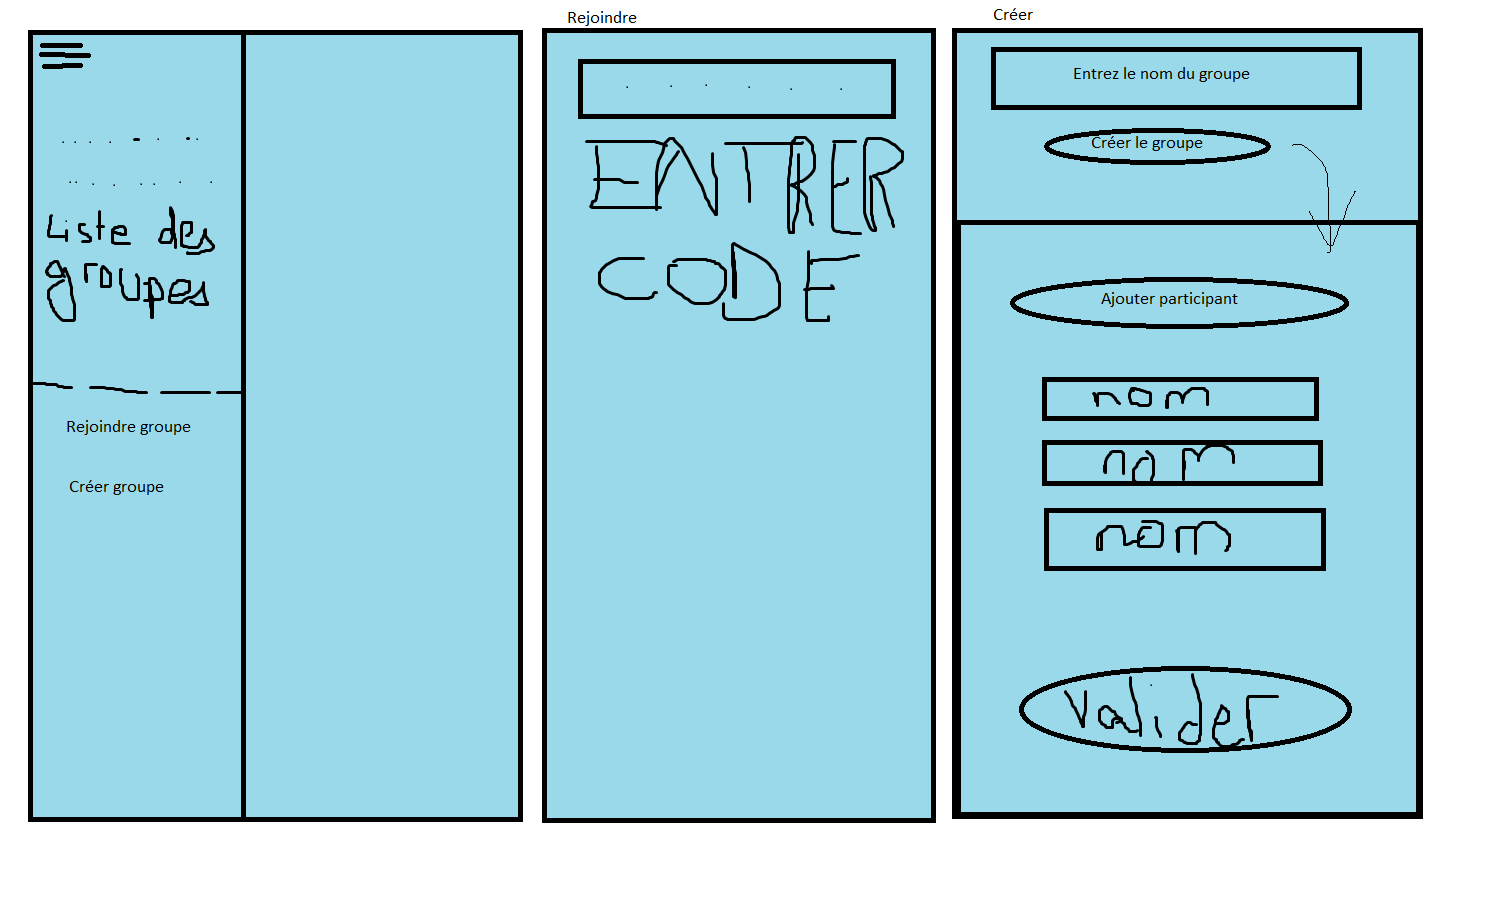 Liste des
groupes
Rejoindre groupe
Créer groupe
Rejoindre
ENTRER
CODE
Créer
Entrez le nom du groupe
Créer le groupe
Ajouter participant
nom
nom
nom
Valider